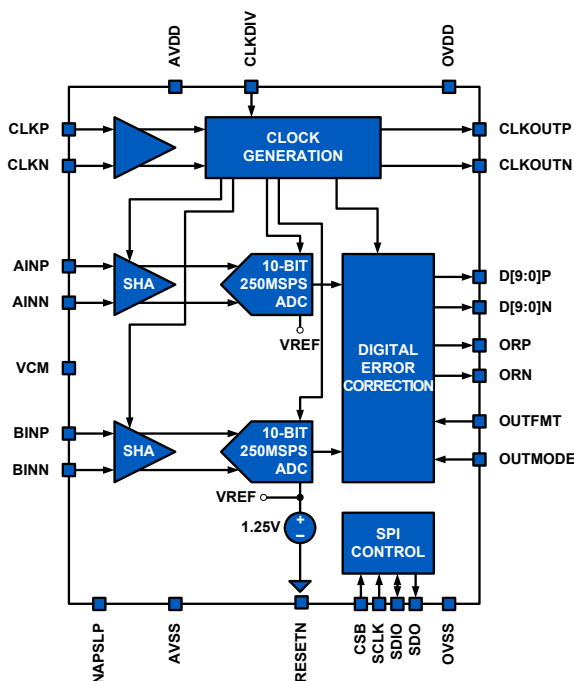 AVDD
CLKDIV
OVDD
CLKP
CLKN
CLOCK
GENERATION
CLKOUTP
CLKOUTN
AINP
AINN
SHA
10-BIT
250MSPS
ADC
VREF
D[9:0]P
D[9:0]N
ORP
ORN
DIGITAL
ERROR
CORRECTION
VCM
OUTFMT
OUTMODE
BINP
BINN
SHA
10-BIT
250MSPS
ADC
VREF
1.25V
+
–
SPI
CONTROL
NAPSLP
AVSS
RESETN
CSB
SCLK
SDIO
SDO
OVSS